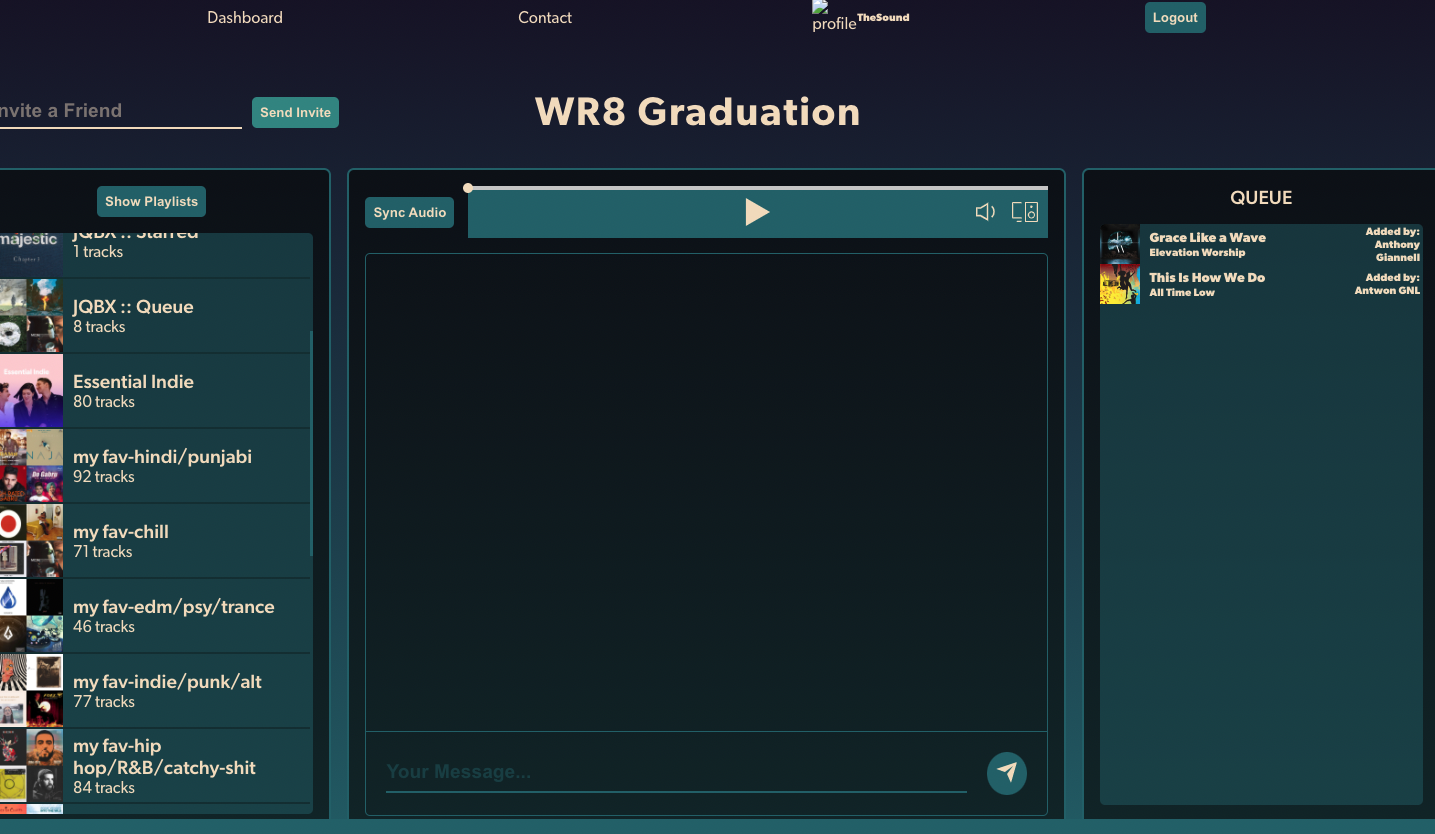 Dashboard
Contact
profile
TheSound
Logout
nvite a Friend
Send Invite
WR8 Graduation
Show Playlists
majestic
JQBX :: Starred
1 tracks
JQBX :: Queue
8 tracks
Essential Indie
Essential Indie
80 tracks
my fav-hindi/punjabi
92 tracks
my fav-chill
71 tracks
my fav-edm/psy/trance
46 tracks
my fav-indie/punk/alt
77 tracks
my fav-hip
hop/R&B/catchy-shit
84 tracks
Sync Audio
Your Message...
QUEUE
Grace Like a Wave
Elevation Worship
Added by:
Anthony
Giannell
This Is How We Do
All Time Low
Added by:
Antwon GNL